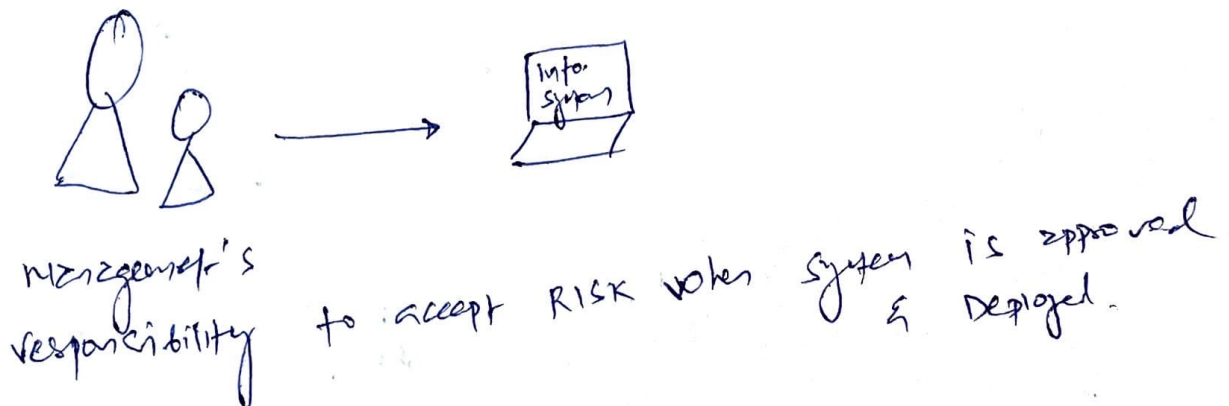 Info.
System
Management's
responsibility to accept RISK when system is approved
& Deployed.